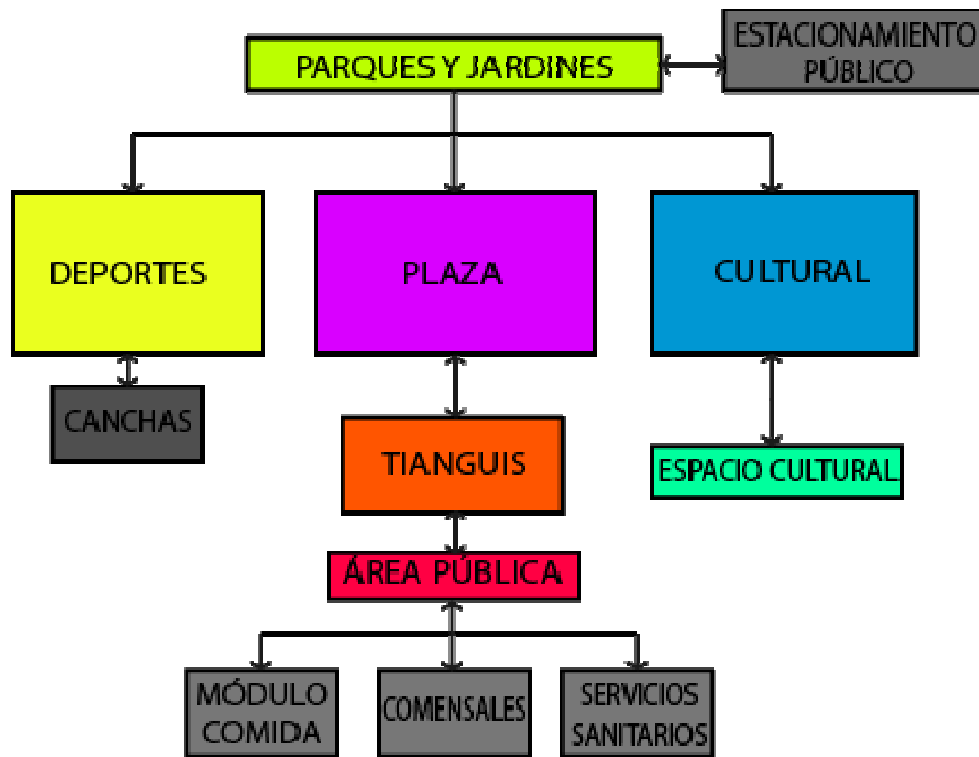 PARQUES Y JARDINES
ESTACIONAMIENTO
PÚBLICO
DEPORTES
PLAZA
CULTURAL
CANCHAS
TIANGUIS
ESPACIO CULTURAL
ÁREA PÚBLICA
MÓDULO
COMIDA
COMENSALES
SERVICIOS
SANITARIOS